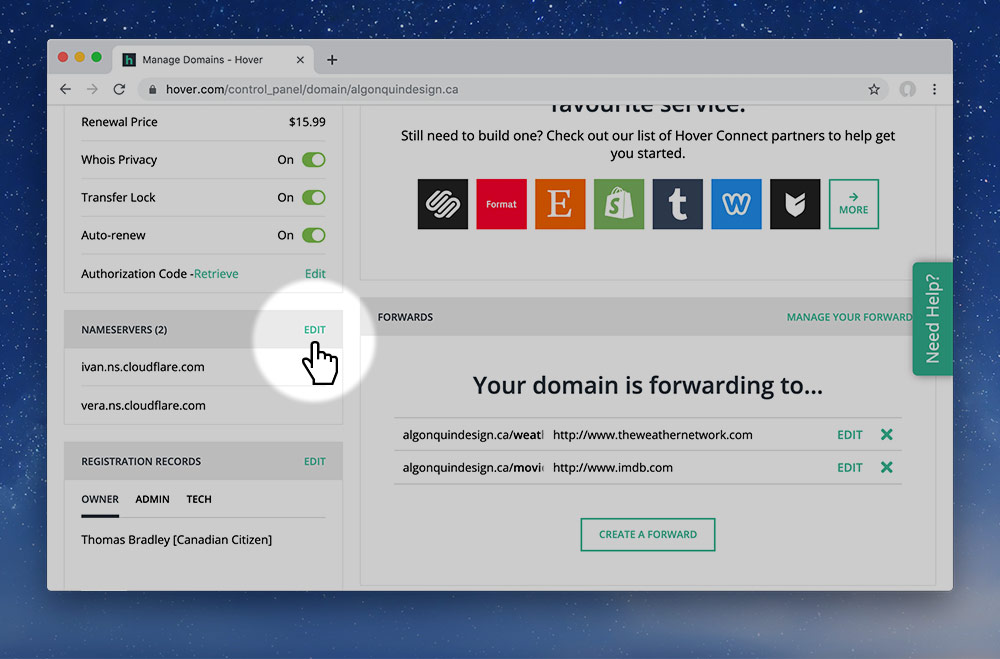 Manage Domains - Hover
hover.com/control_panel/domain/algonquindesign.ca
Renewal Price $15.99
Whois Privacy On
Transfer Lock On
Auto-renew On
Authorization Code -Retrieve Edit
NAMESERVERS (2) EDIT
ivan.ns.cloudflare.com
vera.ns.cloudflare.com
REGISTRATION RECORDS EDIT
OWNER ADMIN TECH
Thomas Bradley [Canadian Citizen]
favourite service.
Still need to build one? Check out our list of Hover Connect partners to help get
you started.
Format
E
t
MORE
FORWARDS MANAGE YOUR FORWARD
Your domain is forwarding to...
algonquindesign.ca/weat http://www.theweathernetwork.com EDIT
algonquindesign.ca/movi http://www.imdb.com EDIT
CREATE A FORWARD
Need Help?